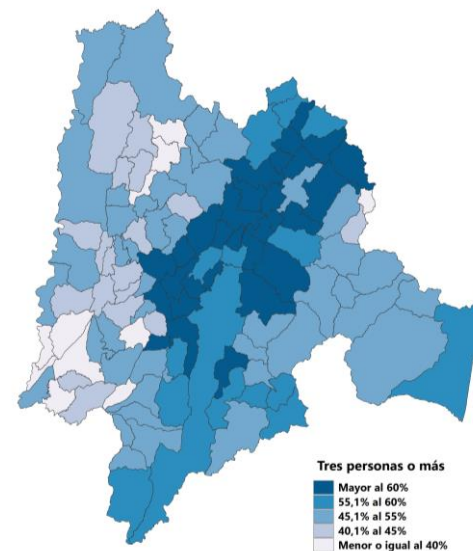 Tres personas o más
Mayor al 60%
55,1% al 60%
45,1% al 55%
40,1% al 45%
Menor o igual al 40%